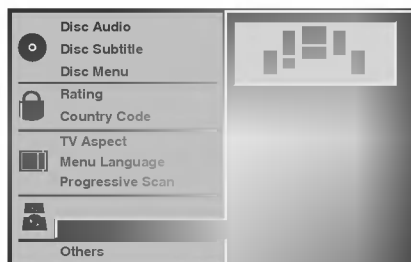 Disc Audio
Disc Subtitle
Disc Menu
Rating
Country Code
TV Aspect
Menu Language
Progressive Scan
Others